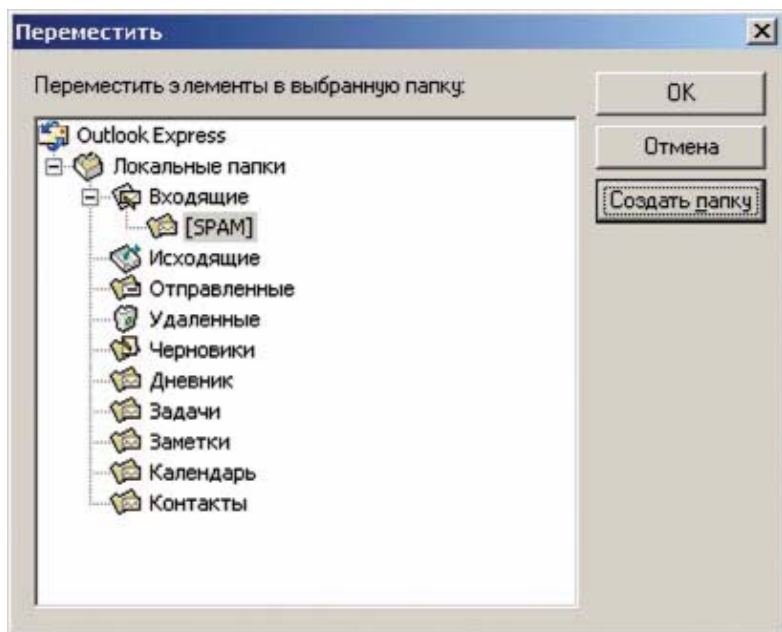 Переместить
Переместить элементы в выбранную папку:
OK
Outlook Express
Отмена
Локальные папки
Входящие
Создать папку
[SPAM]
Исходящие
Отправленные
Удаленные
Черновики
Дневник
Задачи
Заметки
Календарь
Контакты